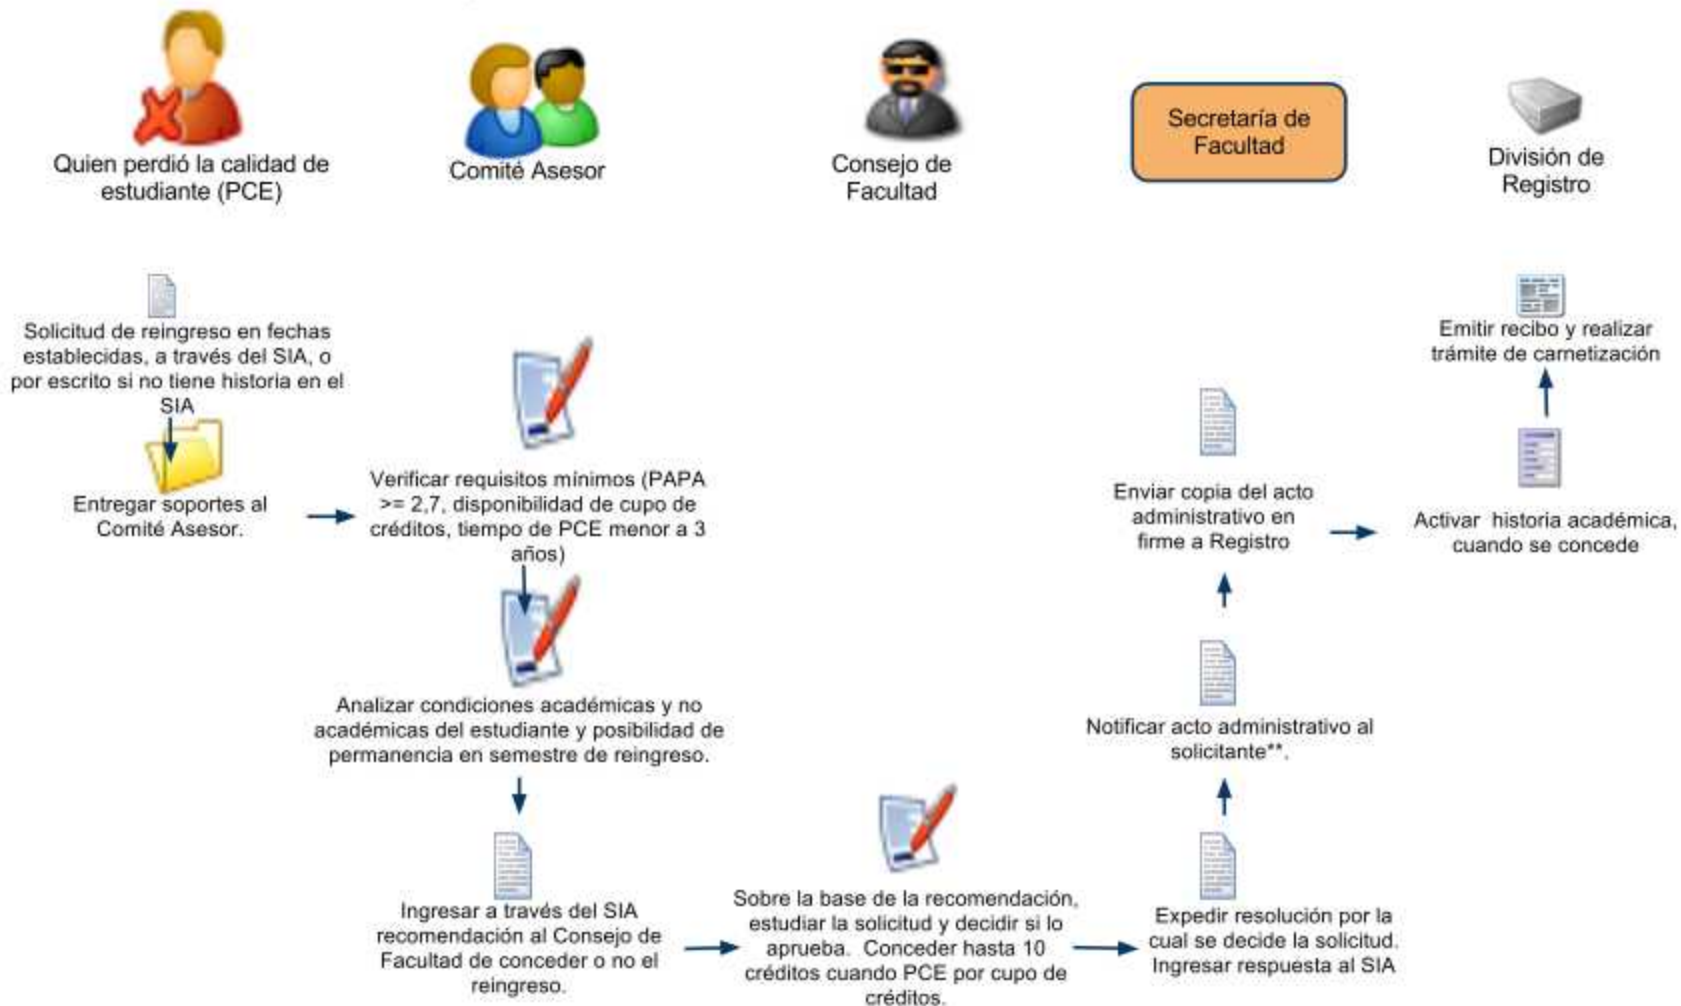 Quien perdió la calidad de
estudiante (PCE)
Comité Asesor
Consejo de
Facultad
Secretaría de
Facultad
División de
Registro
Solicitud de reingreso en fechas
establecidas, a través del SIA, o
por escrito si no tiene historia en el
SIA
Entregar soportes al
Comité Asesor.
Verificar requisitos mínimos (PAPA
>= 2,7, disponibilidad de cupo de
créditos, tiempo de PCE menor a 3
años)
Analizar condiciones académicas y no
académicas del estudiante y posibilidad de
permanencia en semestre de reingreso.
Ingresar a través del SIA
recomendación al Consejo de
Facultad de conceder o no el
reingreso.
Sobre la base de la recomendación,
estudiar la solicitud y decidir si lo
aprueba. Conceder hasta 10
créditos cuando PCE por cupo de
créditos.
Expedir resolución por la
cual se decide la solicitud.
Ingresar respuesta al SIA
Notificar acto administrativo al
solicitante**.
Enviar copia del acto
administrativo en
firme a Registro
Activar historia académica,
cuando se concede
Emitir recibo y realizar
trámite de carnetización